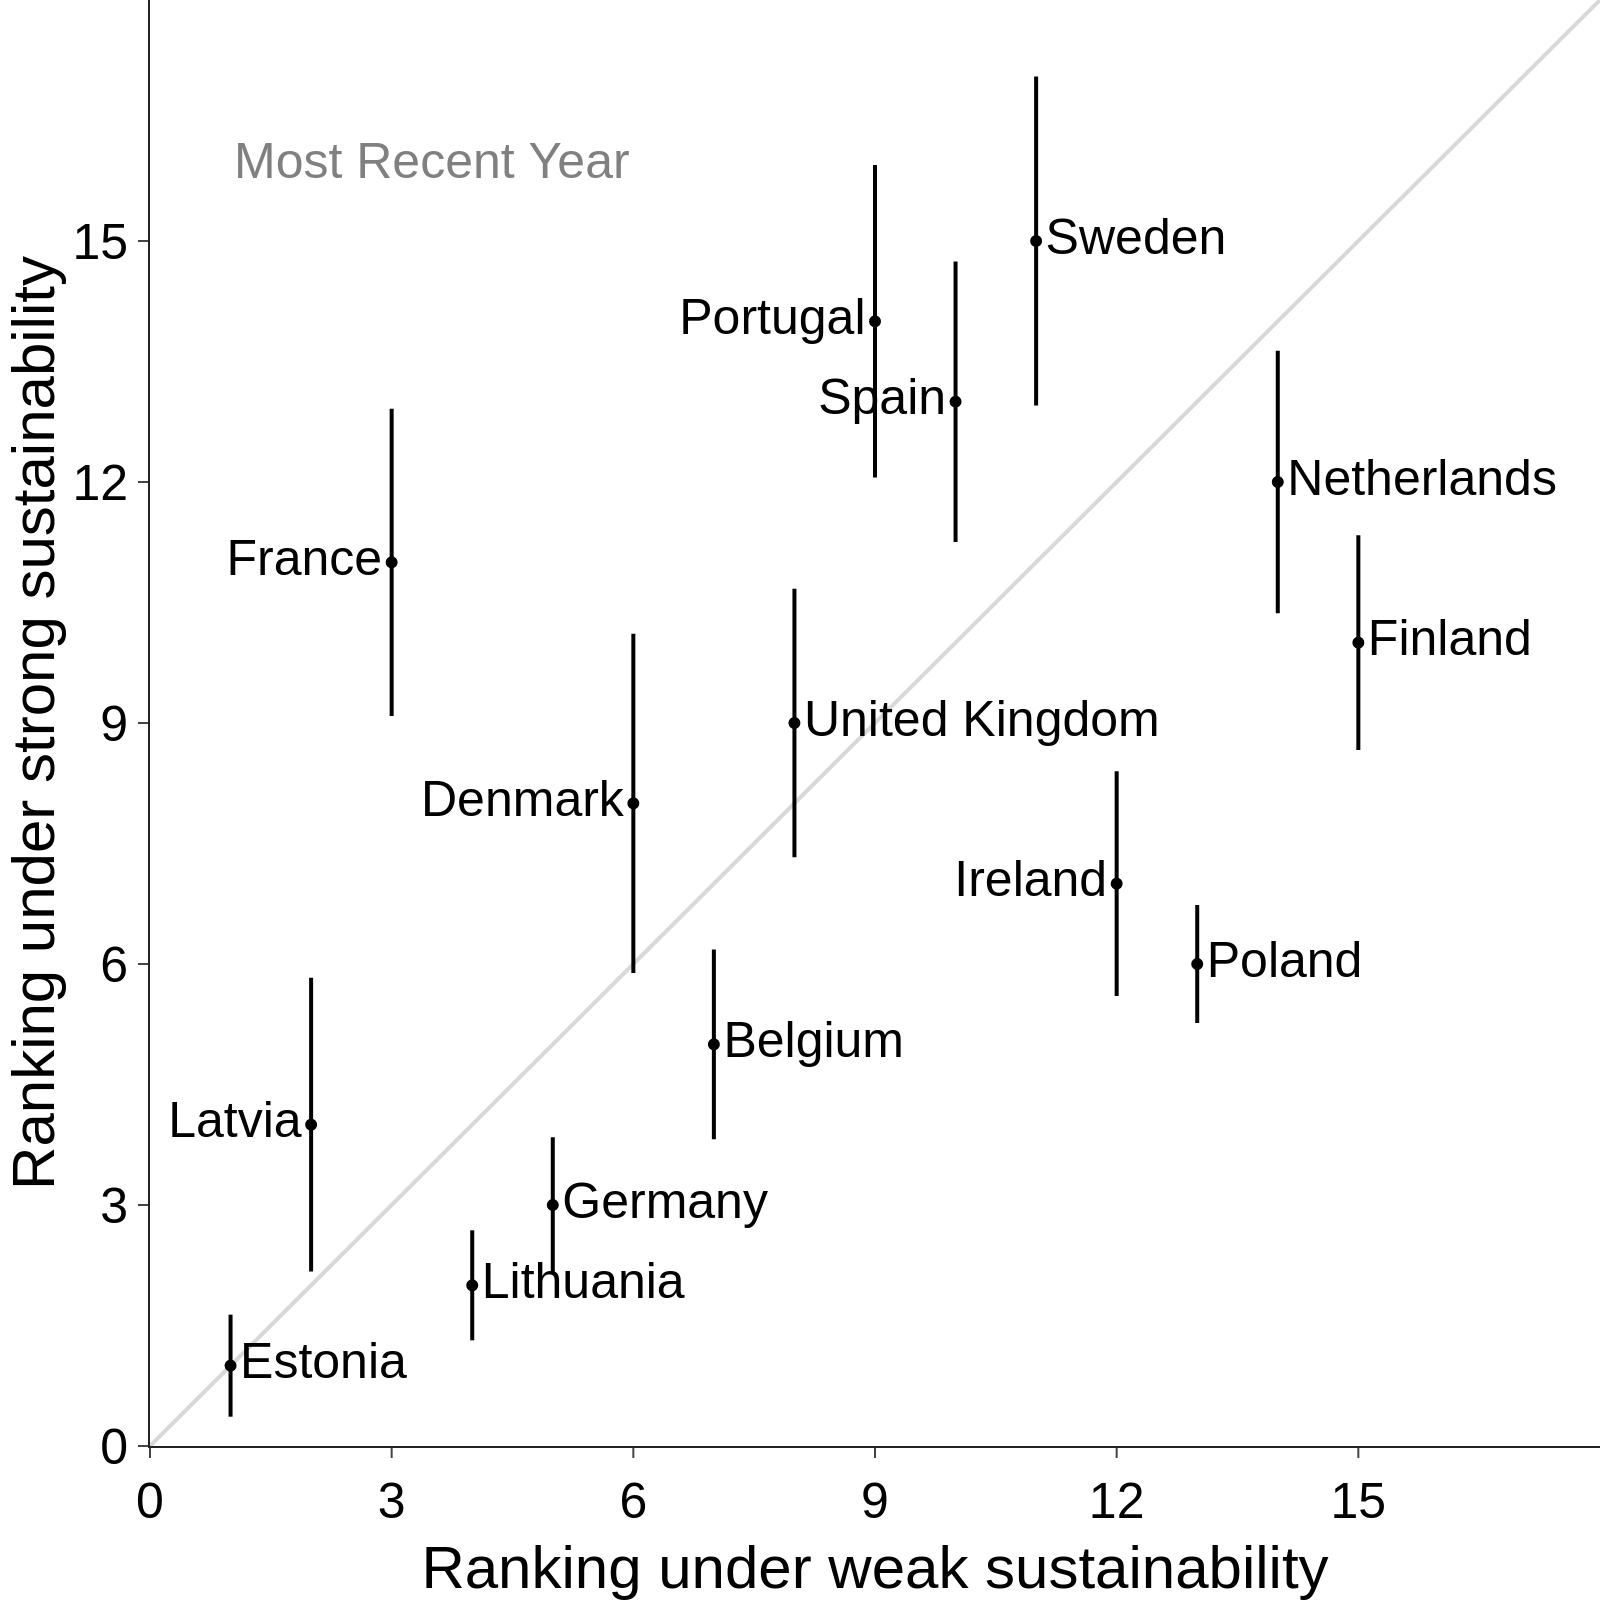 Most Recent Year
Sweden
15
Portugal
Spain
Netherlands
12
France
Finland
United Kingdom
9
Denmark
Ireland
Poland
6
Belgium
Latvia
Germany
3
Lithuania
Estonia
0
Ranking under strong sustainability
0 3 6 9 12 15
Ranking under weak sustainability